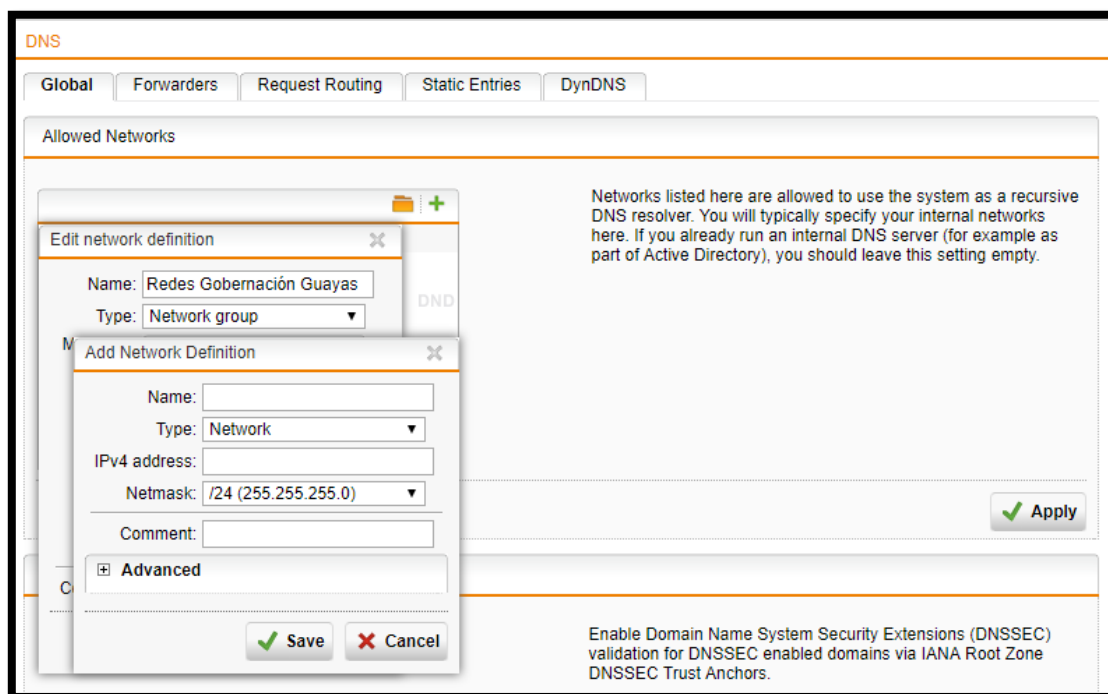 DNS
Global Forwarders Request Routing Static Entries DynDNS
Allowed Networks
Networks listed here are allowed to use the system as a recursive
DNS resolver. You will typically specify your internal networks
here. If you already run an internal DNS server (for example as
part of Active Directory), you should leave this setting empty.
Edit network definition
Name: Redes Gobernación Guayas
Type: Network group
DND
M
Add Network Definition
Name:
Type: Network
IPv4 address:
Netmask: /24 (255.255.255.0)
Comment:
Advanced
Save Cancel
Apply
Enable Domain Name System Security Extensions (DNSSEC)
validation for DNSSEC enabled domains via IANA Root Zone
DNSSEC Trust Anchors.